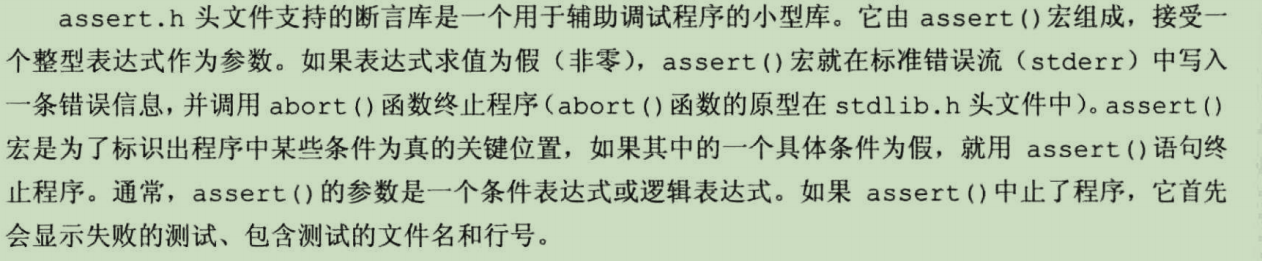 assert.h 头文件支持的断言库是一个用于辅助调试程序的小型库。它由 assert()宏组成，接受一
个整型表达式作为参数。如果表达式求值为假（非零），assert()宏就在标准错误流（stderr）中写入
一条错误信息，并调用 abort()函数终止程序（abort()函数的原型在 stdlib.h 头文件中）。assert()
宏是为了标识出程序中某些条件为真的关键位置，如果其中的一个具体条件为假，就用 assert()语句终
止程序。通常，assert()的参数是一个条件表达式或逻辑表达式。如果 assert()中止了程序，它首先
会显示失败的测试、包含测试的文件名和行号。